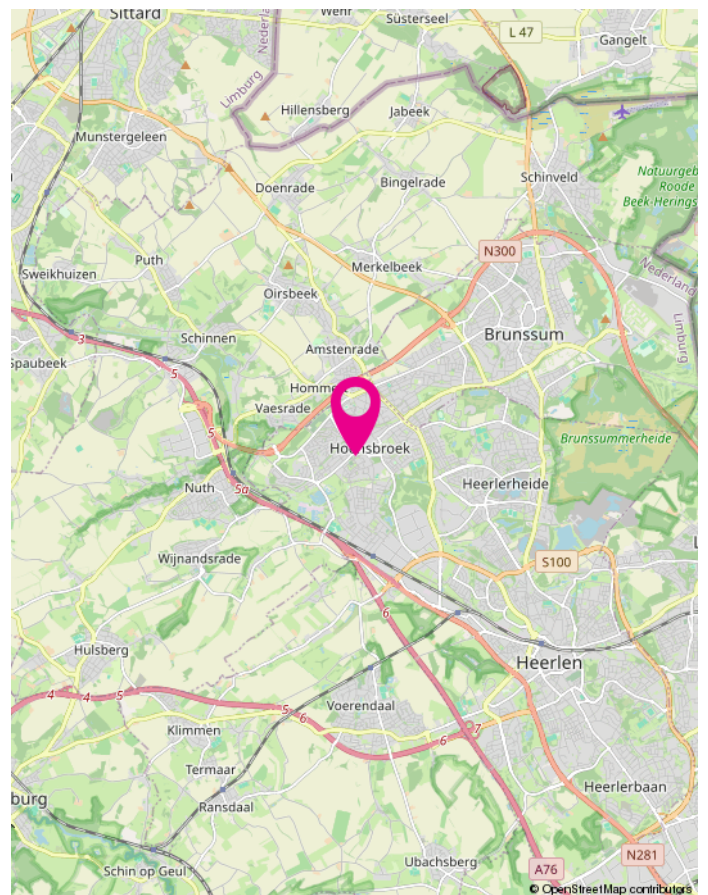 Sittard
Wehr
Süsterseel
L 47
Gangelt
Nederland
Limburg
Hillensberg
Jabeek
Munstergeleen
Doenrade
Bingelrade
Schinveld
Natuurgeb
Roode
Beek-Herings
Puth
Sweikhuizen
Merkelbeek
N300
Nederland
Limburg
Oirsbeek
Schinnen
Brunssum
3
Spaubeek
5
Amstenrade
Vaesrade
5
Brunssummerheide
5a
Nuth
Heerlerheide
Wijnandsrade
S100
6
Hulsberg
Heerlen
4
4
5
5
6
Voerendaal
7
6
Klimmen
Termaar
Ransdaal
Heerlerbaan
Schin op Geul
Ubachsberg
N281
A76
© OpenStreetMap contributors